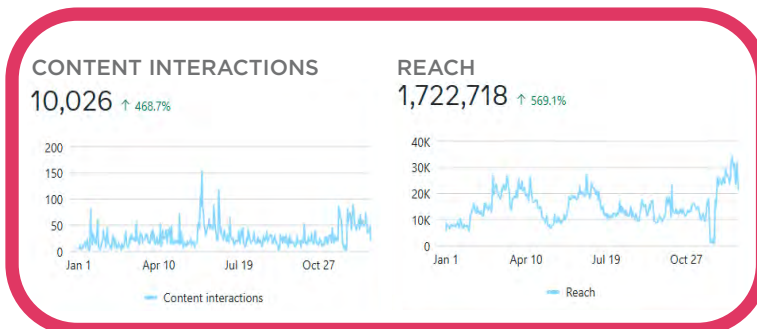 CONTENT INTERACTIONS
10,026 ↑ 468.7%
200
150
100
50
0
Jan 1 Apr 10 Jul 19 Oct 27
Content interactions
REACH
1,722,718 ↑ 569.1%
40K
30K
20K
10K
0
Jan 1 Apr 10 Jul 19 Oct 27
Reach